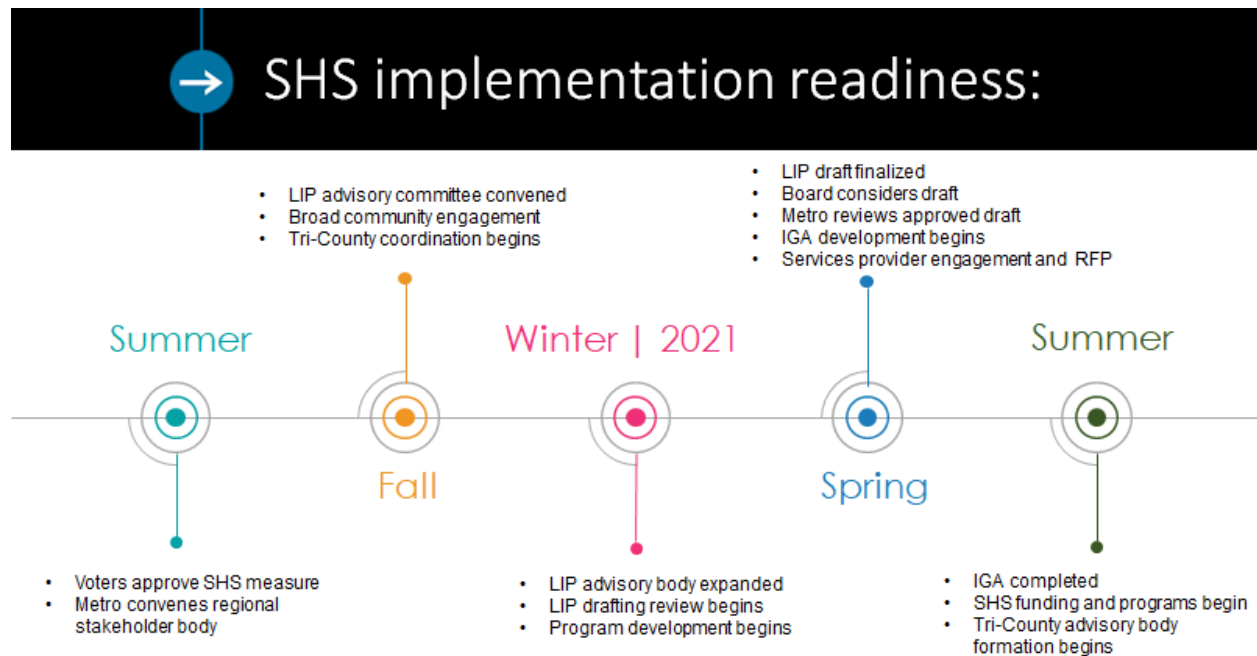 SHS implementation readiness:
Summer
• Voters approve SHS measure
• Metro convenes regional
stakeholder body
• LIP advisory committee convened
• Broad community engagement
• Tri-County coordination begins
Fall
Winter | 2021
• LIP advisory body expanded
• LIP drafting review begins
• Program development begins
• LIP draft finalized
• Board considers draft
• Metro reviews approved draft
• IGA development begins
• Services provider engagement and RFP
Spring
Summer
• IGA completed
• SHS funding and programs begin
• Tri-County advisory body
formation begins